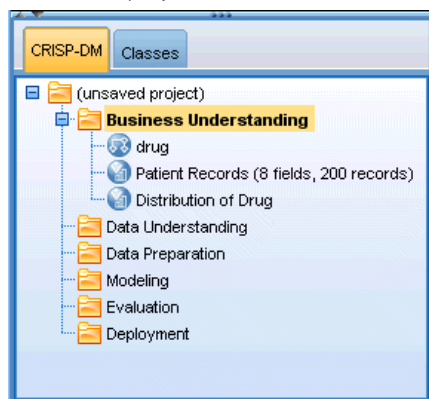 CRISP-DM Classes
(unsaved project)
Business Understanding
drug
Patient Records (8 fields, 200 records)
Distribution of Drug
Data Understanding
Data Preparation
Modeling
Evaluation
Deployment